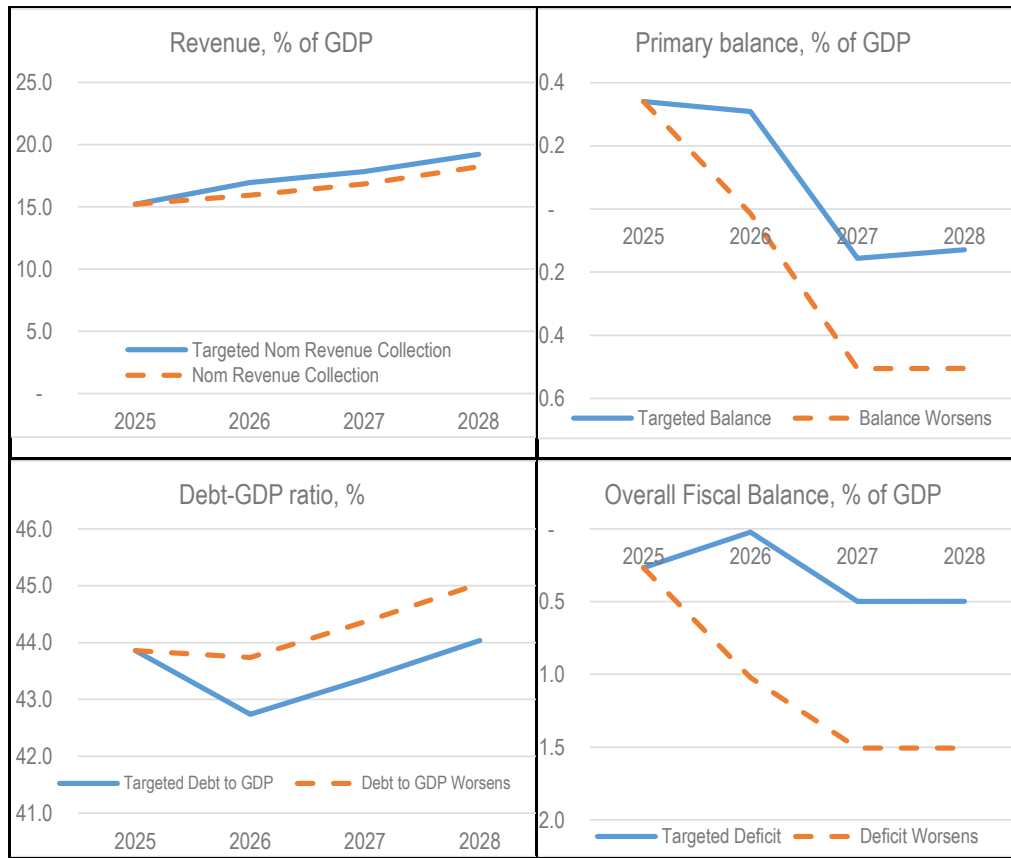 Revenue, % of GDP
25.0
20.0
15.0
10.0
5.0
-
Targeted Nom Revenue Collection
Nom Revenue Collection
2025 2026 2027 2028
Primary balance, % of GDP
0.4
0.2
-
2025 2026 2027 2028
0.2
0.4
0.6
Targeted Balance Balance Worsens
Debt-GDP ratio, %
46.0
45.0
44.0
43.0
42.0
41.0
Targeted Debt to GDP Debt to GDP Worsens
2025 2026 2027 2028
Overall Fiscal Balance, % of GDP
-
2025 2026 2027 2028
0.5
1.0
1.5
2.0
Targeted Deficit Deficit Worsens